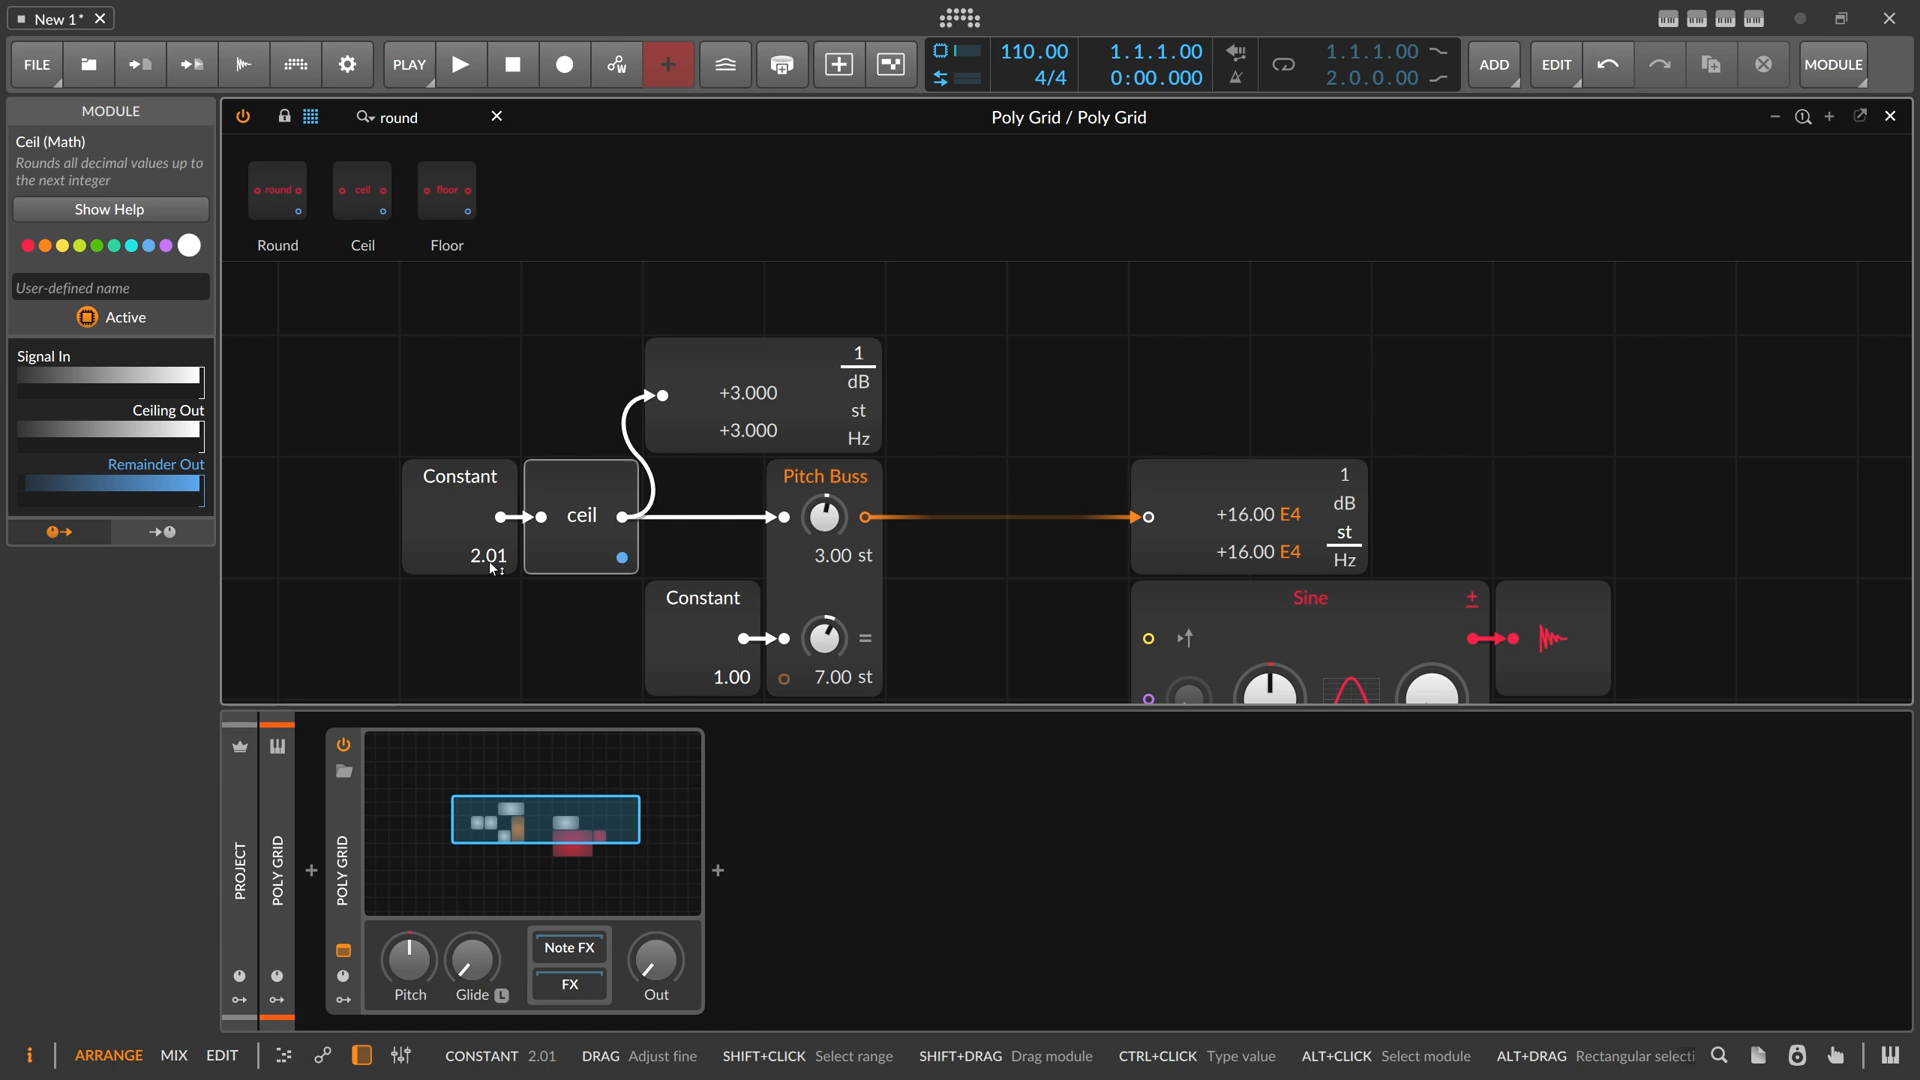 New 1*
FILE
PLAY
110.00
4/4
1.1.1.00
0:00.000
1.1.1.00
2.0.0.00
ADD
EDIT
MODULE
MODULE
Ceil (Math)
Rounds all decimal values up to
the next integer
Show Help
User-defined name
Active
Signal In
Ceiling Out
Remainder Out
round
Poly Grid / Poly Grid
round
ceil
floor
Round
Ceil
Floor
+3.000
+3.000
1
dB
st
Hz
Constant
2.01
ceil
Pitch Buss
3.00 st
=
7.00 st
Constant
1.00
+16.00 E4
+16.00 E4
1
dB
st
Hz
Sine
±
PROJECT
POLY GRID
+
POLY GRID
Pitch
Glide L
Note FX
FX
Out
+
i
ARRANGE MIX EDIT
CONSTANT 2.01 DRAG Adjust fine SHIFT+CLICK Select range SHIFT+DRAG Drag module CTRL+CLICK Type value ALT+CLICK Select module ALT+DRAG Rectangular selecti